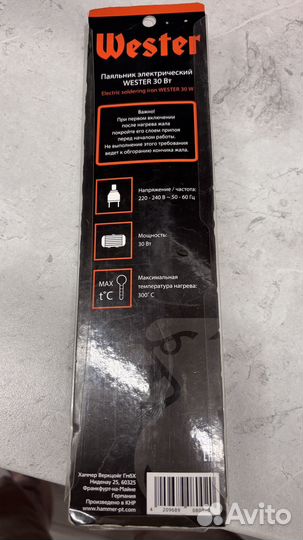 Wester
Паяльник электрический
WESTER 30 Вт
Electric soldering iron WESTER 30 W
Важно!
При первом включении
после нагрева жала
покройте его слоем припоя
перед началом работы.
Не выполнение этого требования
ведет к обгоранию кончика жала.
Напряжение / частота:
220 - 240 В ~ 50 - 60 Гц
Мощность:
30 Вт
MAX
t°C
Максимальная
температура нагрева:
300° C
Хаммер Веркцойг ГмбХ
Ниденау 25, 60325
Франкфурт-на-Майне
Германия
Произведено в КНР
www.hammer-pt.com
4 209689
Avito